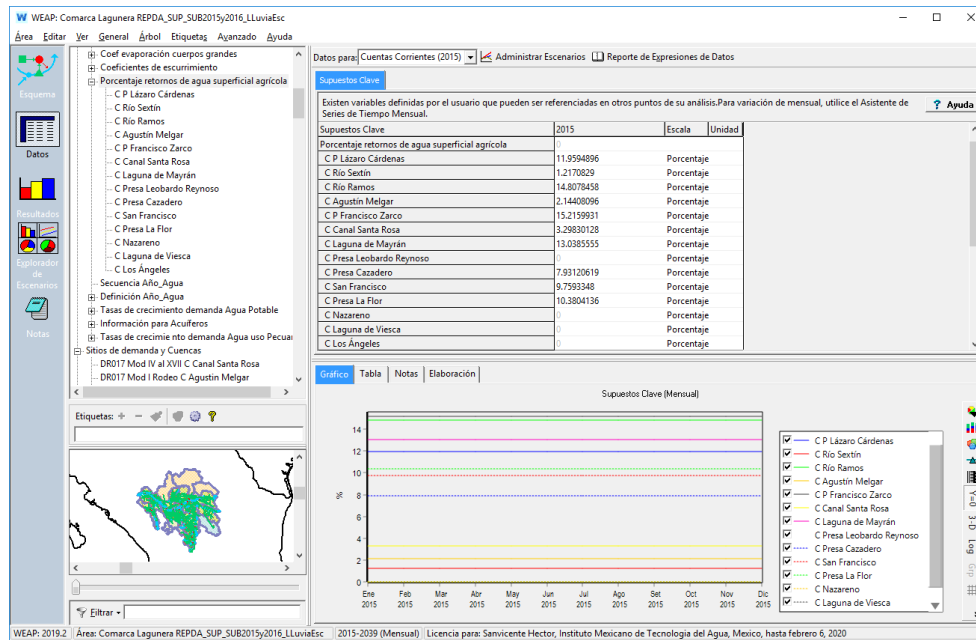 WEAP: Comarca Lagunera REPDA_SUP_SUB2015y2016_LLuviaEsc
Área Editar Ver General Árbol Etiquetas Avanzado Ayuda
Esquema
Datos
Resultados
Explorador de Escenarios
Notas
Coef evaporación cuerpos grandes
Coeficientes de escurrimiento
Porcentaje retornos de agua superficial agrícola
C P Lázaro Cárdenas
C Río Sextín
C Río Ramos
C Agustín Melgar
C P Francisco Zarco
C Canal Santa Rosa
C Laguna de Mayrán
C Presa Leobardo Reynoso
C Presa Cazadero
C San Francisco
C Presa La Flor
C Nazareno
C Laguna de Viesca
C Los Ángeles
Secuencia Año_Agua
Definición Año_Agua
Tasas de crecimiento demanda Agua Potable
Información para Acuíferos
Tasas de crecimie nto demanda Agua uso Pecuar
Sitios de demanda y Cuencas
DR017 Mod IV al XVII C Canal Santa Rosa
DR017 Mod I Rodeo C Agustin Melgar
Etiquetas:
Filtrar
Datos para: Cuentas Corrientes (2015) Administrar Escenarios Reporte de Expresiones de Datos
Supuestos Clave
Existen variables definidas por el usuario que pueden ser referenciadas en otros puntos de su análisis.Para variación de mensual, utilice el Asistente de
Series de Tiempo Mensual.
? Ayuda
Supuestos Clave 2015 Escala Unidad
Porcentaje retornos de agua superficial agrícola 0
C P Lázaro Cárdenas 11.9594896 Porcentaje
C Río Sextín 1.2170829 Porcentaje
C Río Ramos 14.8078458 Porcentaje
C Agustín Melgar 2.14408096 Porcentaje
C P Francisco Zarco 15.2159931 Porcentaje
C Canal Santa Rosa 3.29830128 Porcentaje
C Laguna de Mayrán 13.0385555 Porcentaje
C Presa Leobardo Reynoso 0 Porcentaje
C Presa Cazadero 7.93120619 Porcentaje
C San Francisco 9.7593348 Porcentaje
C Presa La Flor 10.3804136 Porcentaje
C Nazareno 0 Porcentaje
C Laguna de Viesca 0 Porcentaje
C Los Ángeles 0 Porcentaje
Gráfico Tabla Notas Elaboración
Supuestos Clave (Mensual)
14
12
10
8
6
4
2
0
%
Ene Feb Mar Abr May Jun Jul Ago Set Oct Nov Dic
2015 2015 2015 2015 2015 2015 2015 2015 2015 2015 2015 2015
C P Lázaro Cárdenas
C Río Sextín
C Río Ramos
C Agustín Melgar
C P Francisco Zarco
C Canal Santa Rosa
C Laguna de Mayrán
C Presa Leobardo Reynoso
C Presa Cazadero
C San Francisco
C Presa La Flor
C Nazareno
C Laguna de Viesca
Y=0
3-D
Log
Grp
WEAP: 2019.2 Área: Comarca Lagunera REPDA_SUP_SUB2015y2016_LLuviaEsc 2015-2039 (Mensual) Licencia para: Sanvicente Hector, Instituto Mexicano de Tecnología del Agua, Mexico, hasta febrero 6, 2020